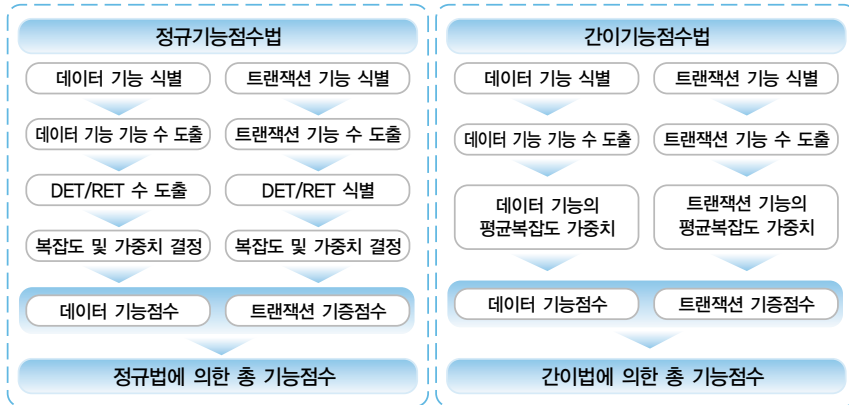 정규기능점수법
데이터 기능 식별
트랜잭션 기능 식별
데이터 기능 기능 수 도출
트랜잭션 기능 수 도출
DET/RET 수 도출
DET/RET 식별
복잡도 및 가중치 결정
복잡도 및 가중치 결정
데이터 기능점수
트랜잭션 기증점수
정규법에 의한 총 기능점수
간이기능점수법
데이터 기능 식별
트랜잭션 기능 식별
데이터 기능 기능 수 도출
트랜잭션 기능 수 도출
데이터 기능의
평균복잡도 가중치
트랜잭션 기능의
평균복잡도 가중치
데이터 기능점수
트랜잭션 기증점수
간이법에 의한 총 기능점수